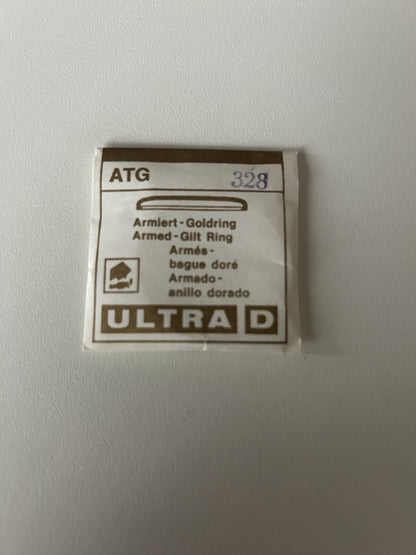 ATG 328
Armiert-Goldring
Armed-Gilt Ring
Armés-
bague doré
Armado-
anillo dorado
ULTRA D